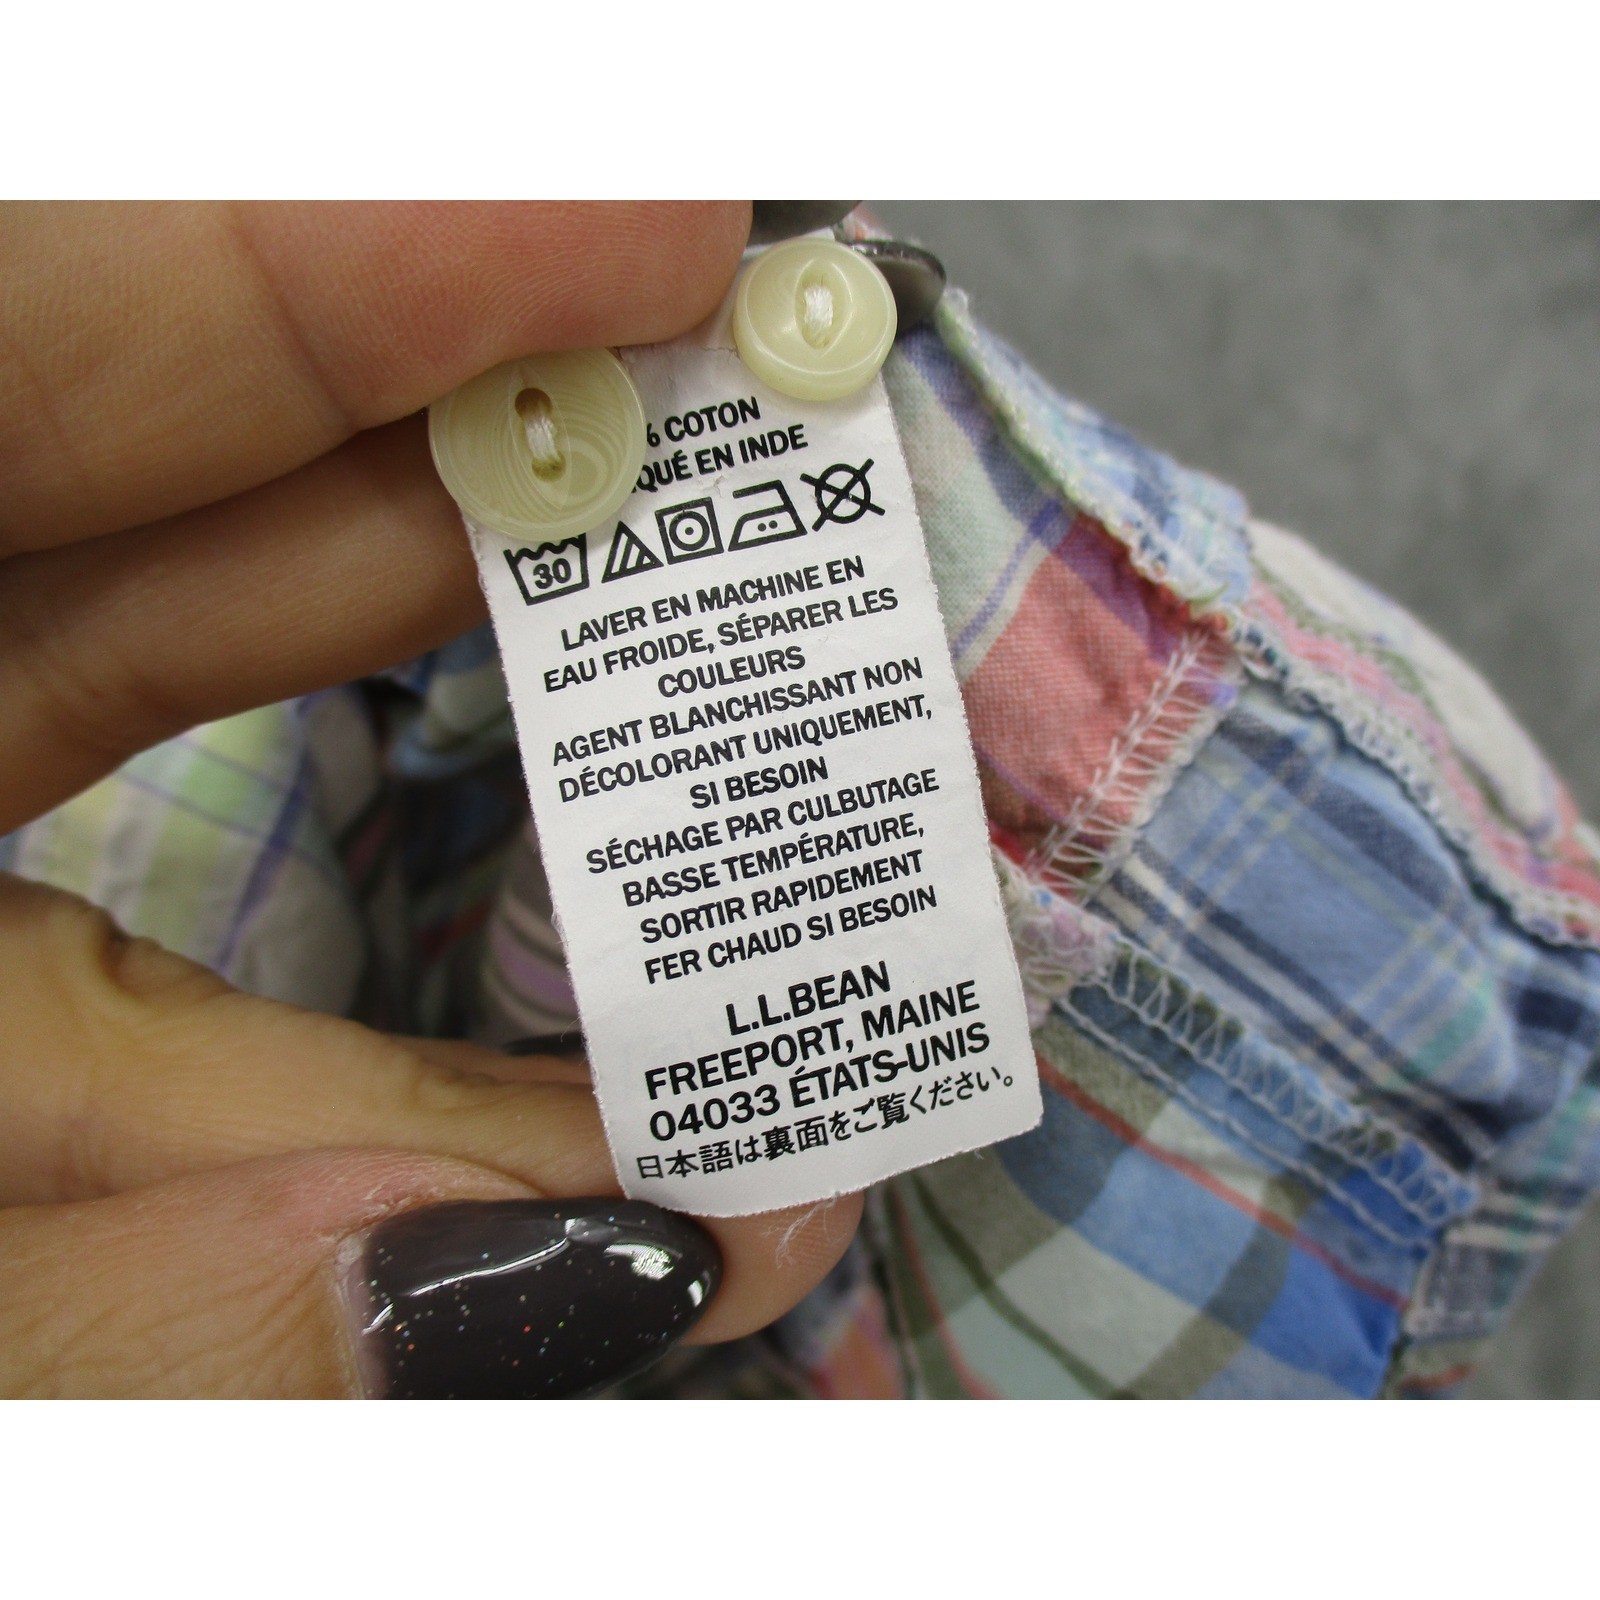 % COTON
QUÉ EN INDE
30
LAVER EN MACHINE EN
EAU FROIDE, SÉPARER LES
COULEURS
AGENT BLANCHISSANT NON
DÉCOLORANT UNIQUEMENT,
SI BESOIN
SÉCHAGE PAR CULBUTAGE
BASSE TEMPÉRATURE,
SORTIR RAPIDEMENT
FER CHAUD SI BESOIN
L.L.BEAN
FREEPORT, MAINE
04033 ÉTATS-UNIS
日本語は裏面をご覧ください。